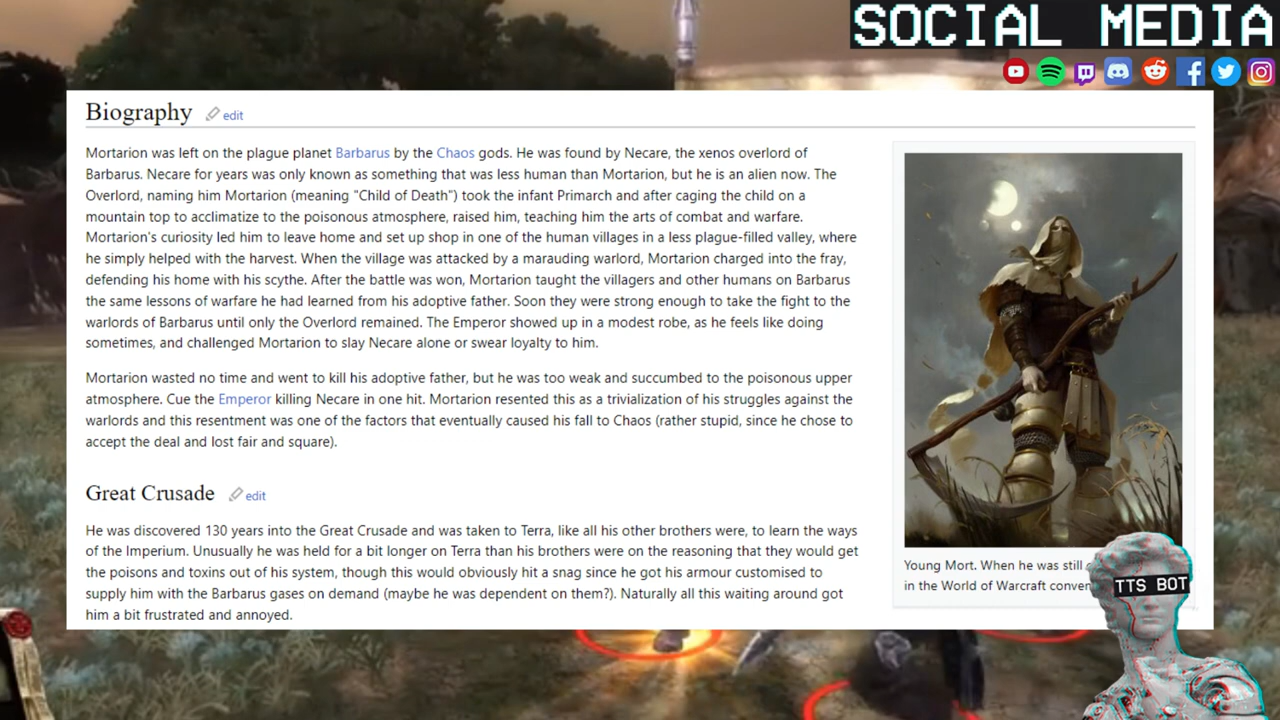 SOCIAL MEDIA
Biography edit
Mortarion was left on the plague planet Barbarus by the Chaos gods. He was found by Necare, the xenos overlord of
Barbarus. Necare for years was only known as something that was less human than Mortarion, but he is an alien now. The
Overlord, naming him Mortarion (meaning "Child of Death") took the infant Primarch and after caging the child on a
mountain top to acclimatize to the poisonous atmosphere, raised him, teaching him the arts of combat and warfare.
Mortarion's curiosity led him to leave home and set up shop in one of the human villages in a less plague-filled valley, where
he simply helped with the harvest. When the village was attacked by a marauding warlord, Mortarion charged into the fray,
defending his home with his scythe. After the battle was won, Mortarion taught the villagers and other humans on Barbarus
the same lessons of warfare he had learned from his adoptive father. Soon they were strong enough to take the fight to the
warlords of Barbarus until only the Overlord remained. The Emperor showed up in a modest robe, as he feels like doing
sometimes, and challenged Mortarion to slay Necare alone or swear loyalty to him.
Mortarion wasted no time and went to kill his adoptive father, but he was too weak and succumbed to the poisonous upper
atmosphere. Cue the Emperor killing Necare in one hit. Mortarion resented this as a trivialization of his struggles against the
warlords and this resentment was one of the factors that eventually caused his fall to Chaos (rather stupid, since he chose to
accept the deal and lost fair and square).
Great Crusade edit
He was discovered 130 years into the Great Crusade and was taken to Terra, like all his other brothers were, to learn the ways
of the Imperium. Unusually he was held for a bit longer on Terra than his brothers were on the reasoning that they would get
the poisons and toxins out of his system, though this would obviously hit a snag since he got his armour customised to
supply him with the Barbarus gases on demand (maybe he was dependent on them?). Naturally all this waiting around got
him a bit frustrated and annoyed.
Young Mort. When he was still
in the World of Warcraft conven
TTS BOT